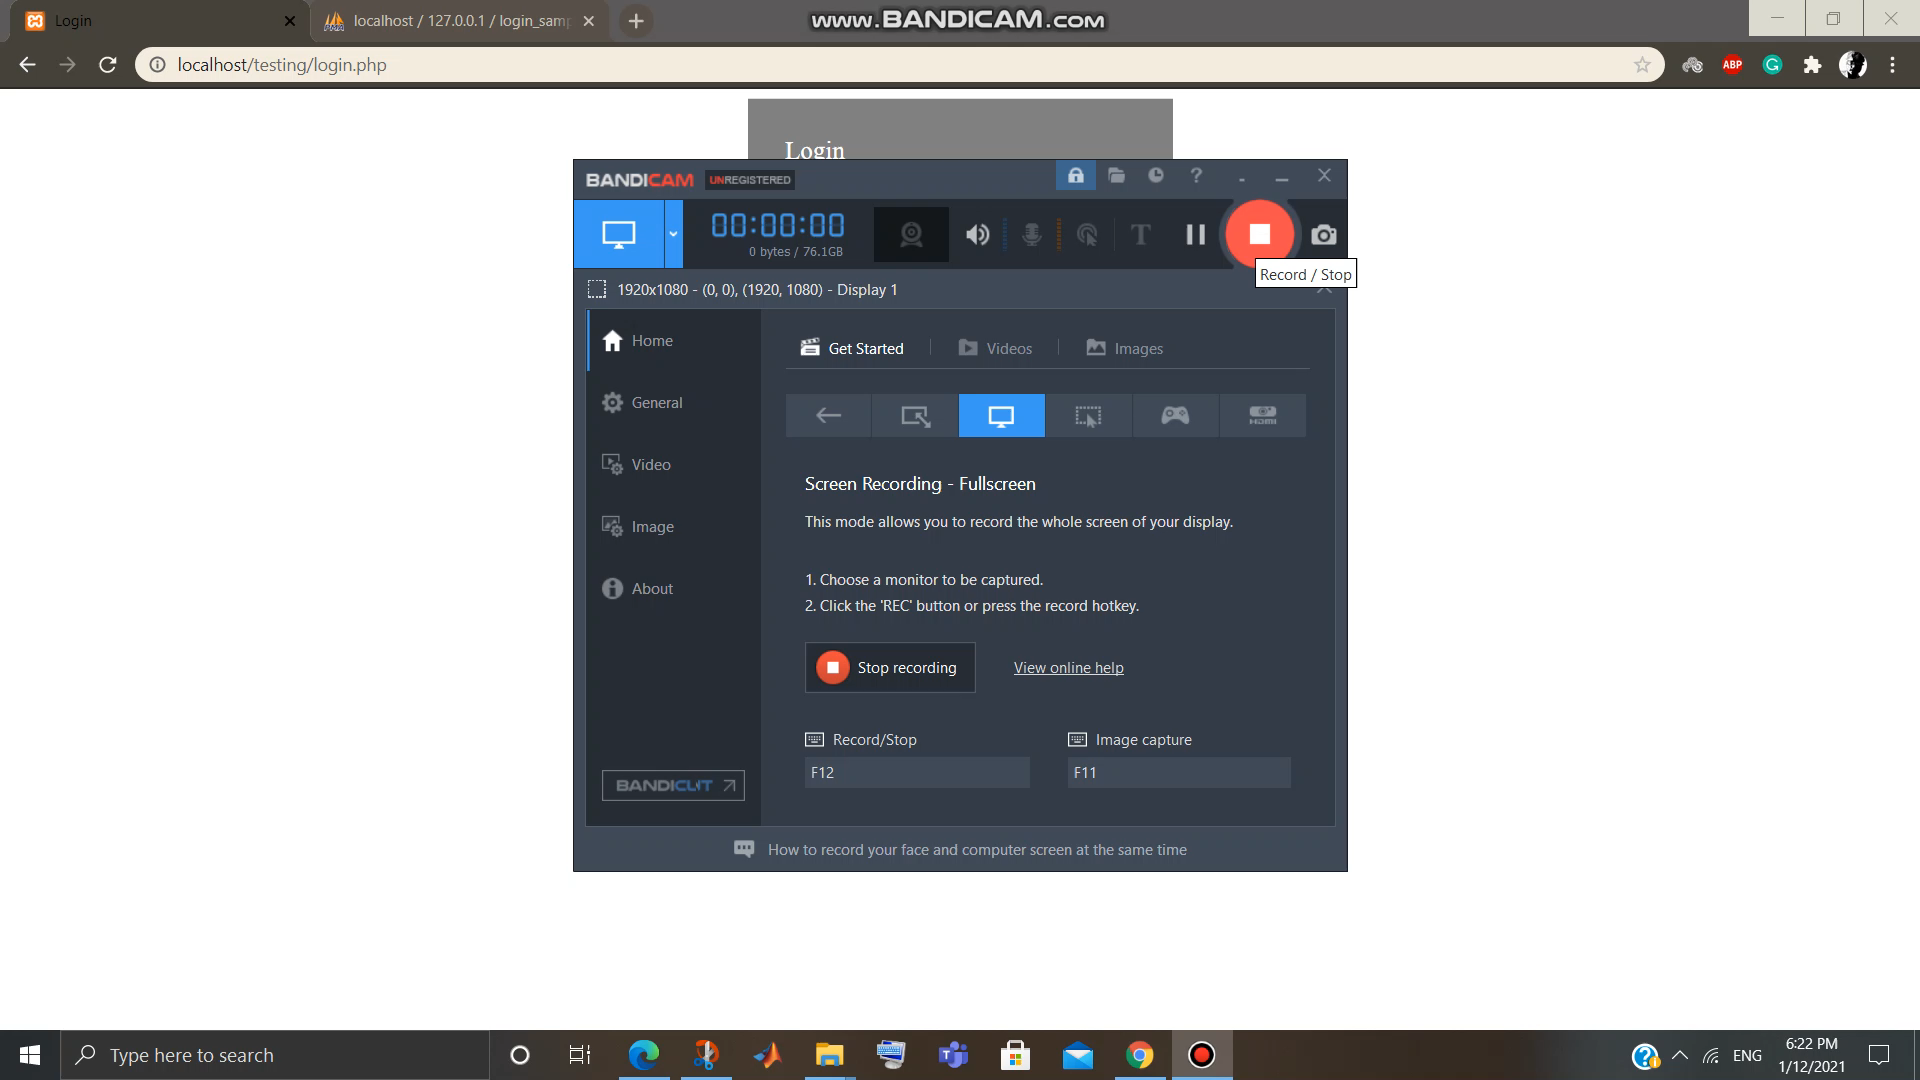 Login
localhost / 127.0.0.1 / login_sam
www.BANDICAM.com
localhost/testing/login.php
ABP
Login
BANDICAM
UNREGISTERED
?
00:00:00
0 bytes / 76.1GB
T
Record / Stop
1920x1080 - (0, 0), (1920, 1080) - Display 1
Home
General
Video
Image
About
BANDICUT
Get Started
Videos
Images
HDMI
Screen Recording - Fullscreen
This mode allows you to record the whole screen of your display.
1. Choose a monitor to be captured.
2. Click the 'REC' button or press the record hotkey.
Stop recording
View online help
Record/Stop
Image capture
F12
F11
How to record your face and computer screen at the same time
Type here to search
ENG
6:22 PM
1/12/2021